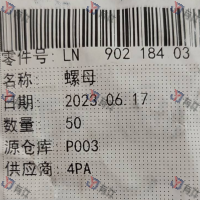 零件号: LN 902 184 03
名称: 螺母
日期: 2023.06.17
数量: 50
源仓库: P003
供应商: 4PA